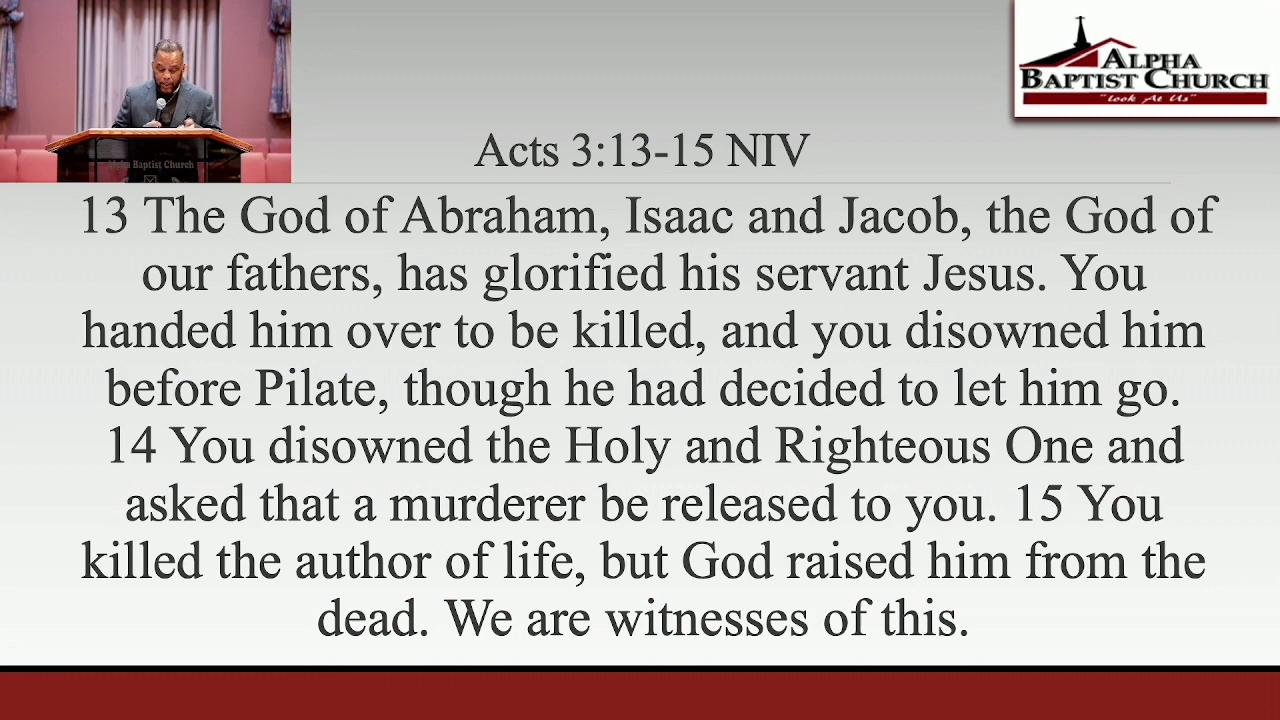 ALPHA
BAPTIST CHURCH
"Look At Us"
Alpha Baptist Church
Acts 3:13-15 NIV
13 The God of Abraham, Isaac and Jacob, the God of
our fathers, has glorified his servant Jesus. You
handed him over to be killed, and you disowned him
before Pilate, though he had decided to let him go.
14 You disowned the Holy and Righteous One and
asked that a murderer be released to you. 15 You
killed the author of life, but God raised him from the
dead. We are witnesses of this.